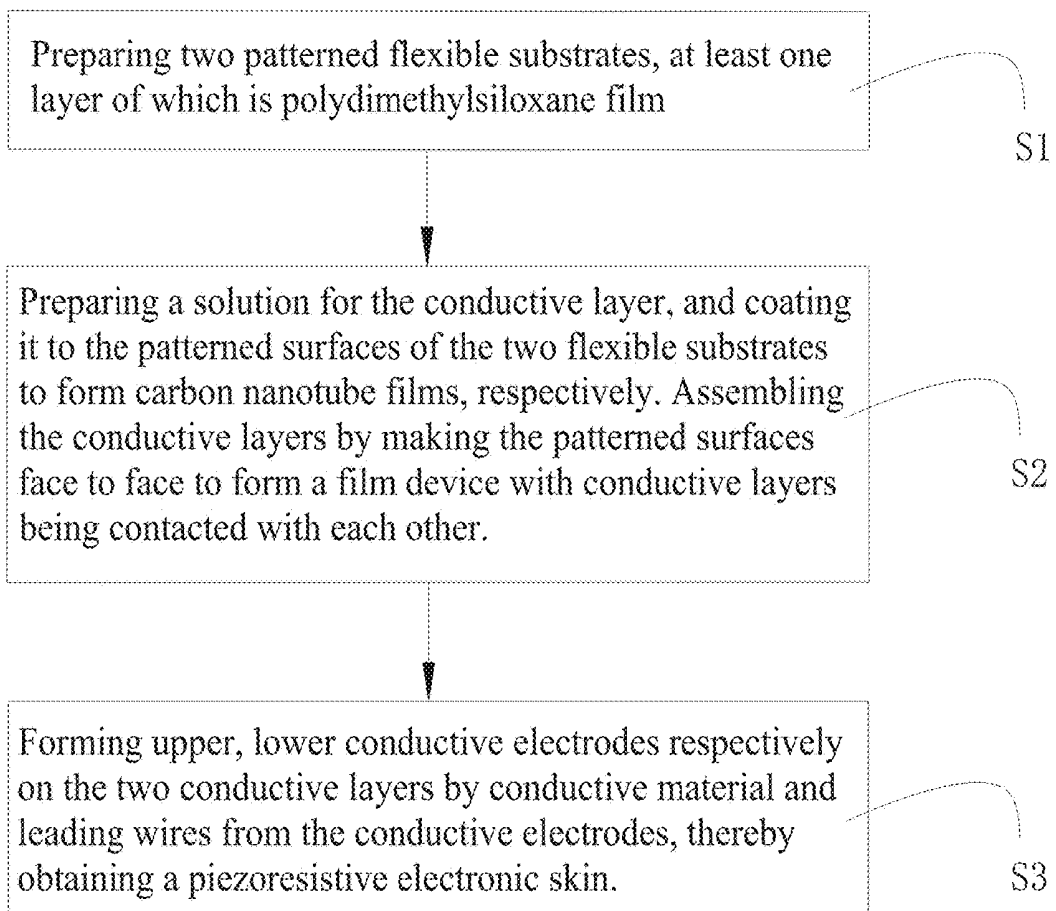 Preparing two patterned flexible substrates, at least one
layer of which is polydimethylsiloxane film
S1
Preparing a solution for the conductive layer, and coating
it to the patterned surfaces of the two flexible substrates
to form carbon nanotube films, respectively. Assembling
the conductive layers by making the patterned surfaces
face to face to form a film device with conductive layers
being contacted with each other.
S2
Forming upper, lower conductive electrodes respectively
on the two conductive layers by conductive material and
leading wires from the conductive electrodes, thereby
obtaining a piezoresistive electronic skin.
S3